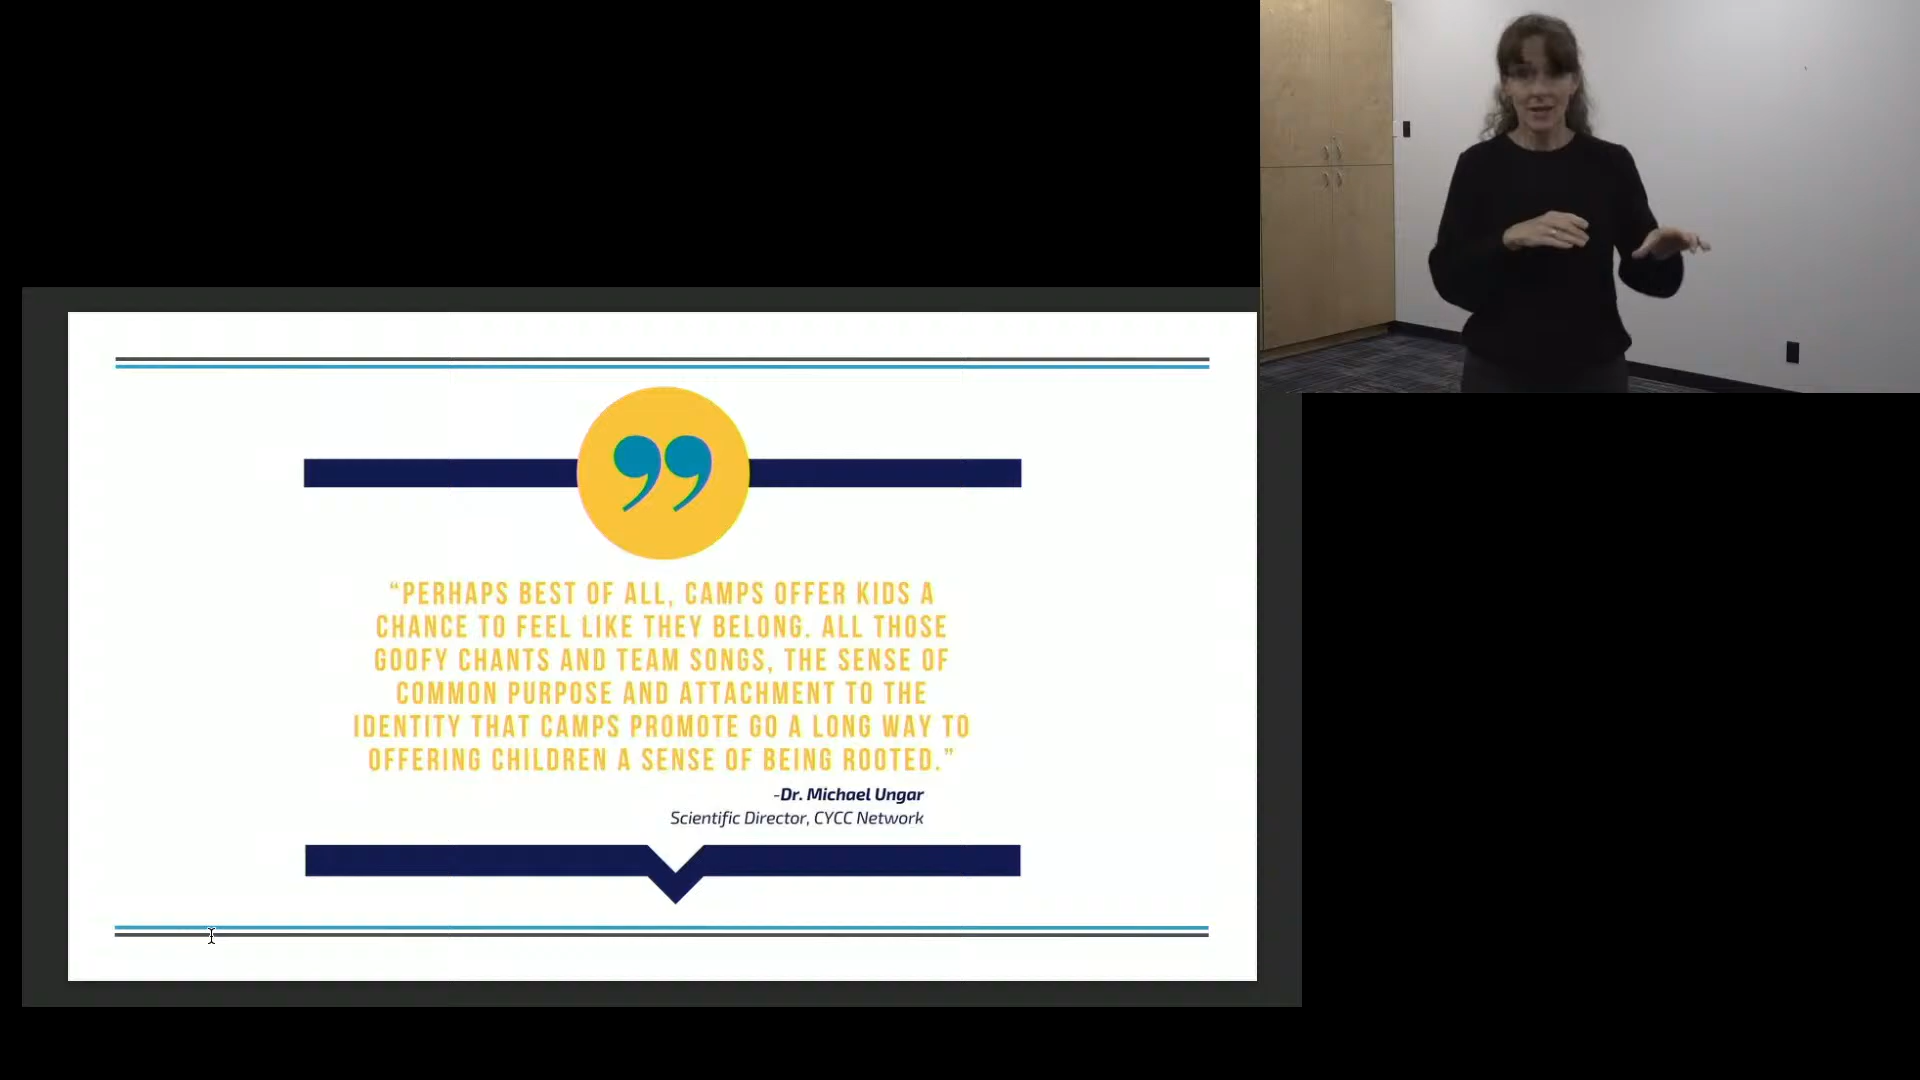 ”
“PERHAPS BEST OF ALL, CAMPS OFFER KIDS A
CHANCE TO FEEL LIKE THEY BELONG. ALL THOSE
GOOFY CHANTS AND TEAM SONGS, THE SENSE OF
COMMON PURPOSE AND ATTACHMENT TO THE
IDENTITY THAT CAMPS PROMOTE GO A LONG WAY TO
OFFERING CHILDREN A SENSE OF BEING ROOTED.”
-Dr. Michael Ungar
Scientific Director, CYCC Network